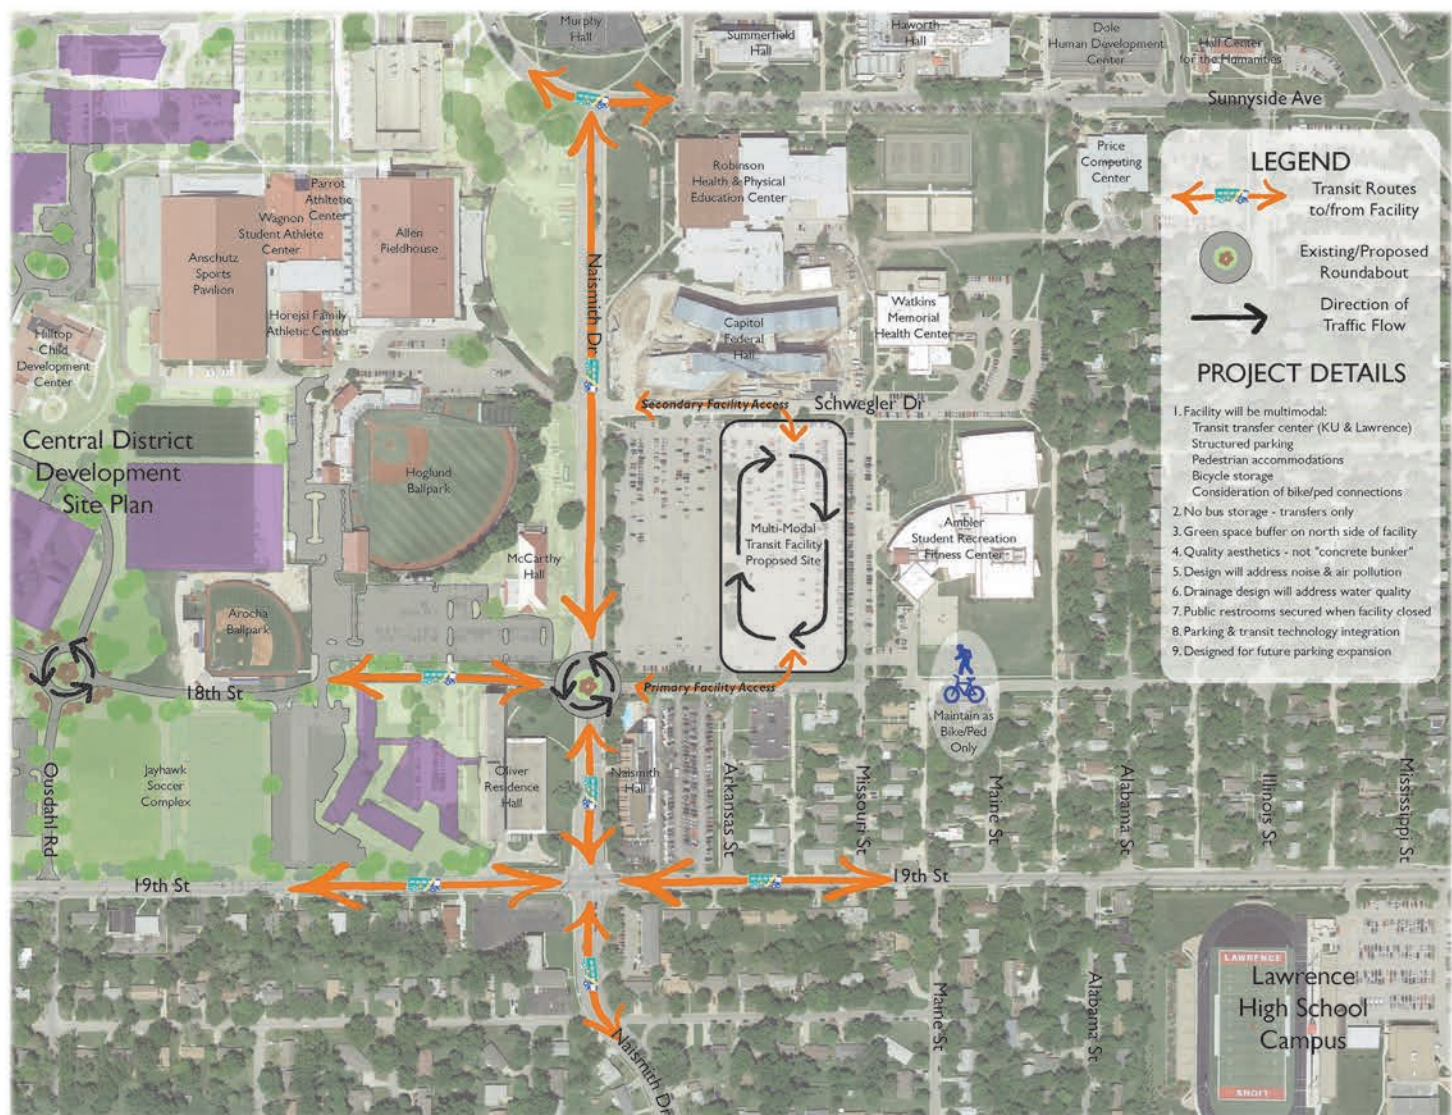 Murphy
Hall
Summerfield
Hall
Haworth
Hall
Dole
Human Development
Center
Hall Center
for the Humanities
Sunnyside Ave
Robinson
Health & Physical
Education Center
Price
Computing
Center
LEGEND
Transit Routes
to/from Facility
Existing/Proposed
Roundabout
Direction of
Traffic Flow
PROJECT DETAILS
1. Facility will be multimodal:
Transit transfer center (KU & Lawrence)
Structured parking
Pedestrian accommodations
Bicycle storage
Consideration of bike/ped connections
2. No bus storage - transfers only
3. Green space buffer on north side of facility
4. Quality aesthetics - not "concrete bunker"
5. Design will address noise & air pollution
6. Drainage design will address water quality
7. Public restrooms secured when facility closed
8. Parking & transit technology integration
9. Designed for future parking expansion
Parrot
Athltetic
Center
Wagnon
Student Athlete
Center
Allen
Fieldhouse
Anschutz
Sports
Pavilion
Horejsi Family
Athletic Center
Hilltop
Child
Development
Center
Naismith Dr
Capitol
Federal
Hall
Watkins
Memorial
Health Center
Secondary Facility Access
Schwegler Dr
Central District
Development
Site Plan
Hoglund
Ballpark
McCarthy
Hall
Multi-Modal
Transit Facility
Proposed Site
Ambler
Student Recreation
Fitness Center
Arocha
Ballpark
18th St
Primary Facility Access
Maintain as
Bike/Ped
Only
Ousdahl Rd
Jayhawk
Soccer
Complex
Oliver
Residence
Hall
Naismith
Hall
Arkansas St
Missouri St
Maine St
Alabama St
Illinois St
Mississippi St
19th St
19th St
Naismith Dr
Maine St
Alabama St
LAWRENCE
Lawrence
High School
Campus
LIONS